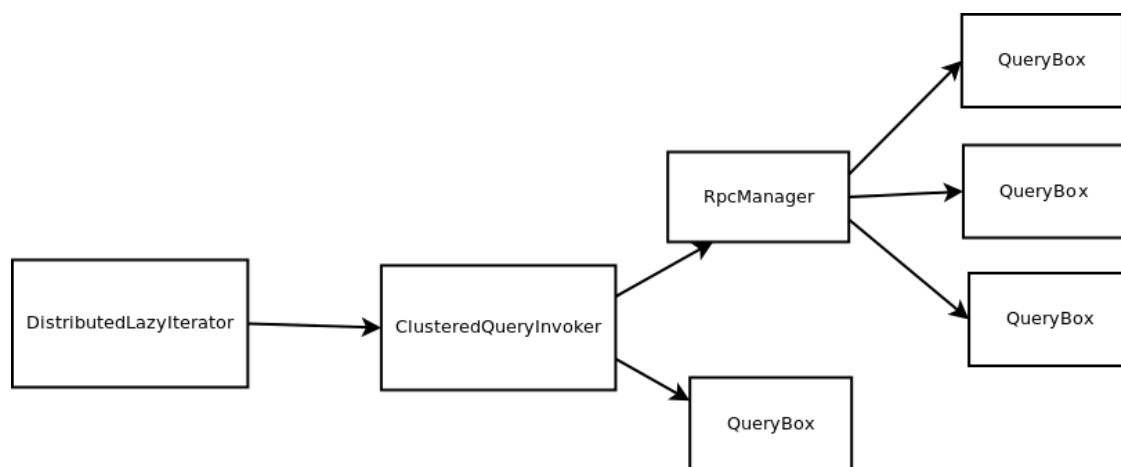 QueryBox
RpcManager
QueryBox
DistributedLazyIterator
ClusteredQueryInvoker
QueryBox
QueryBox